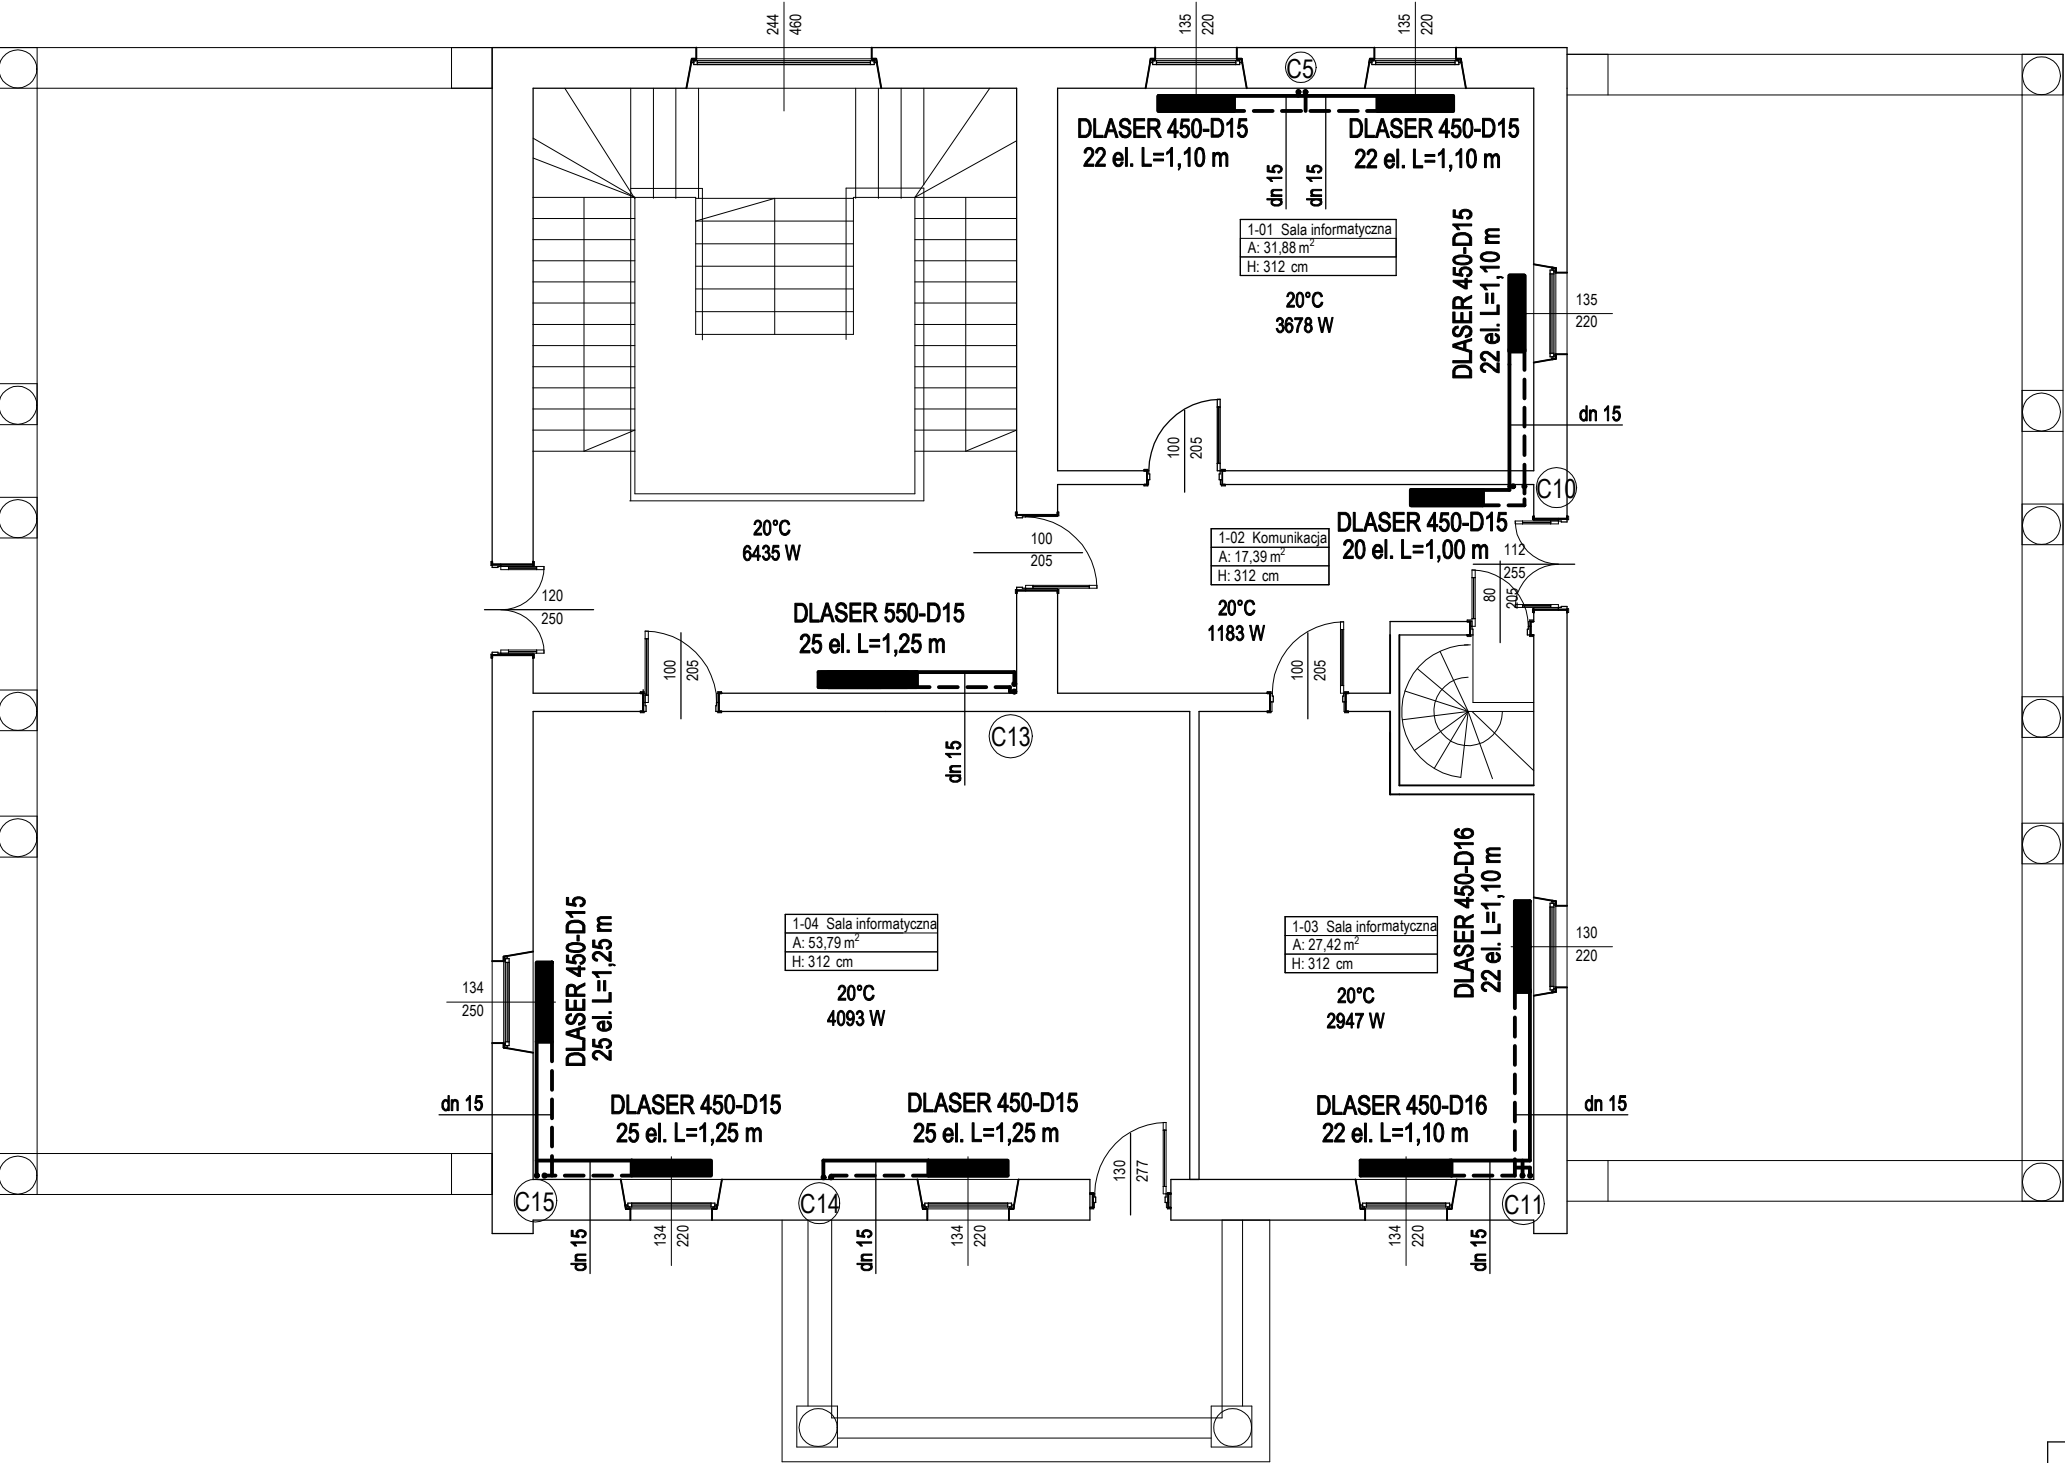 244
460
135
220
135
220
C5
DLASER 450-D15
22 el. L=1,10 m
DLASER 450-D15
22 el. L=1,10 m
dn 15
dn 15
1-01 Sala informatyczna
A: 31,88 m²
H: 312 cm
20°C
3678 W
DLASER 450-D15
22 el. L=1,10 m
135
220
dn 15
100
205
C10
DLASER 450-D15
20 el. L=1,00 m
20°C
6435 W
100
205
1-02 Komunikacja
A: 17,39 m²
H: 312 cm
20°C
1183 W
112
255
80
205
120
250
DLASER 550-D15
25 el. L=1,25 m
100
205
100
205
C13
dn 15
DLASER 450-D15
25 el. L=1,25 m
1-04 Sala informatyczna
A: 53,79 m²
H: 312 cm
20°C
4093 W
1-03 Sala informatyczna
A: 27,42 m²
H: 312 cm
20°C
2947 W
DLASER 450-D16
22 el. L=1,10 m
130
220
134
250
dn 15
DLASER 450-D15
25 el. L=1,25 m
DLASER 450-D15
25 el. L=1,25 m
DLASER 450-D16
22 el. L=1,10 m
dn 15
130
277
C15
C14
C11
dn 15
134
220
dn 15
134
220
134
220
dn 15